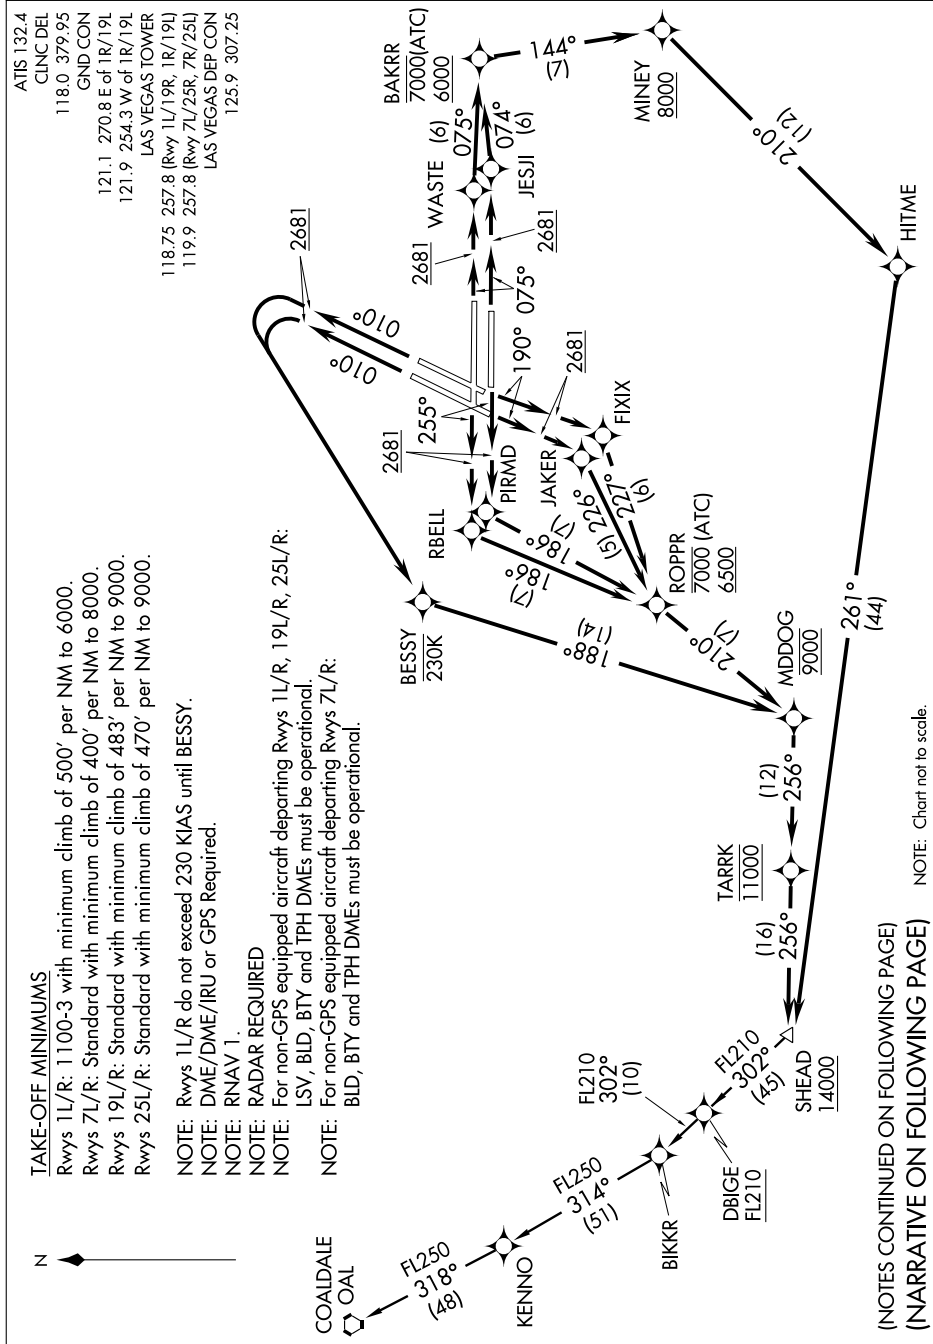 ATIS 132.4
CLNC DEL
118.0 379.95
GND CON
121.1 270.8 E of 1R/19L
121.9 254.3 W of 1R/19L
LAS VEGAS TOWER
118.75 257.8 (Rwy 1L/19R, 1R/19L)
119.9 257.8 (Rwy 7L/25R, 7R/25L)
LAS VEGAS DEP CON
125.9 307.25
TAKE-OFF MINIMUMS
Rwys 1L/R: 1100-3 with minimum climb of 500' per NM to 6000.
Rwys 7L/R: Standard with minimum climb of 400' per NM to 8000.
Rwys 19L/R: Standard with minimum climb of 483' per NM to 9000.
Rwys 25L/R: Standard with minimum climb of 470' per NM to 9000.
NOTE: Rwys 1L/R do not exceed 230 KIAS until BESSY.
NOTE: DME/DME/IRU or GPS Required.
NOTE: RNAV 1.
NOTE: RADAR REQUIRED
NOTE: For non-GPS equipped aircraft departing Rwys 1L/R, 19L/R, 25L/R:
LSV, BLD, BTY and TPH DMEs must be operational.
NOTE: For non-GPS equipped aircraft departing Rwys 7L/R:
BLD, BTY and TPH DMEs must be operational.
N
BAKRR
7000(ATC)
6000
144°
(7)
MINEY
8000
(12)
210°
HITME
WASTE
(6)
075°
074°
(6)
JESJI
2681
2681
075°
2681
010°
010°
190°
2681
255°
2681
FIXIX
JAKER
PIRMD
RBELL
186°
(7)
186°
(7)
(5) 226°
227°
(6)
ROPPR
7000 (ATC)
6500
BESSY
230K
188°
(14)
210°
(7)
MDDOG
9000
261°
(44)
(12)
256°
TARRK
11000
(16)
256°
SHEAD
14000
FL210
302°
(45)
FL210
302°
(10)
DBIGE
FL210
BIKKR
FL250
314°
(51)
KENNO
FL250
318°
(48)
COALDALE
OAL
NOTE: Chart not to scale.
(NOTES CONTINUED ON FOLLOWING PAGE)
(NARRATIVE ON FOLLOWING PAGE)